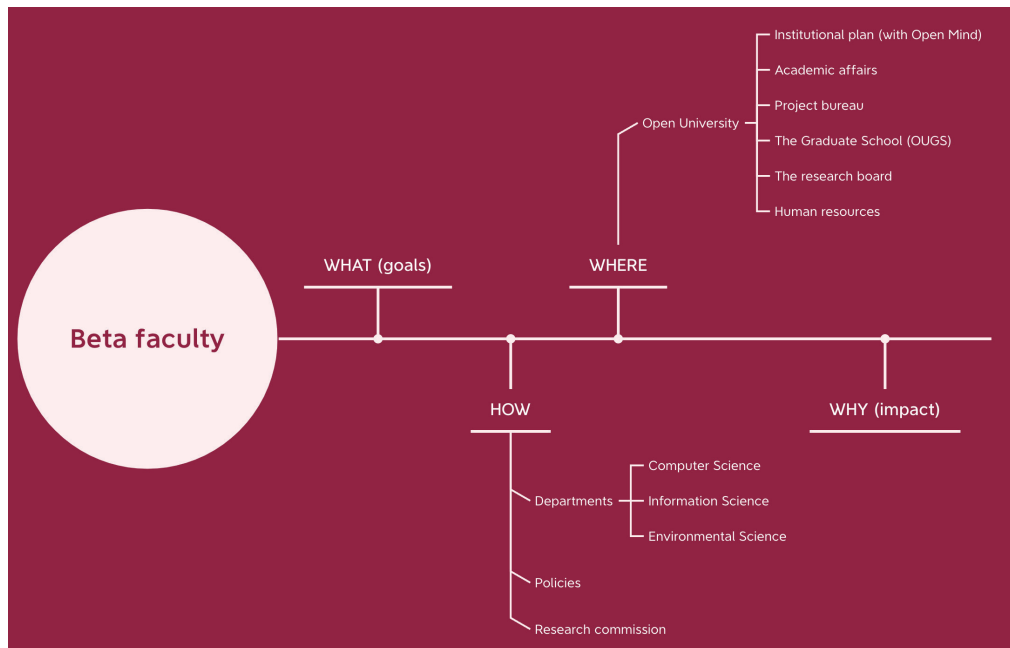 Beta faculty
WHAT (goals)
HOW
Departments
Computer Science
Information Science
Environmental Science
Policies
Research commission
WHERE
Open University
Institutional plan (with Open Mind)
Academic affairs
Project bureau
The Graduate School (OUGS)
The research board
Human resources
WHY (impact)